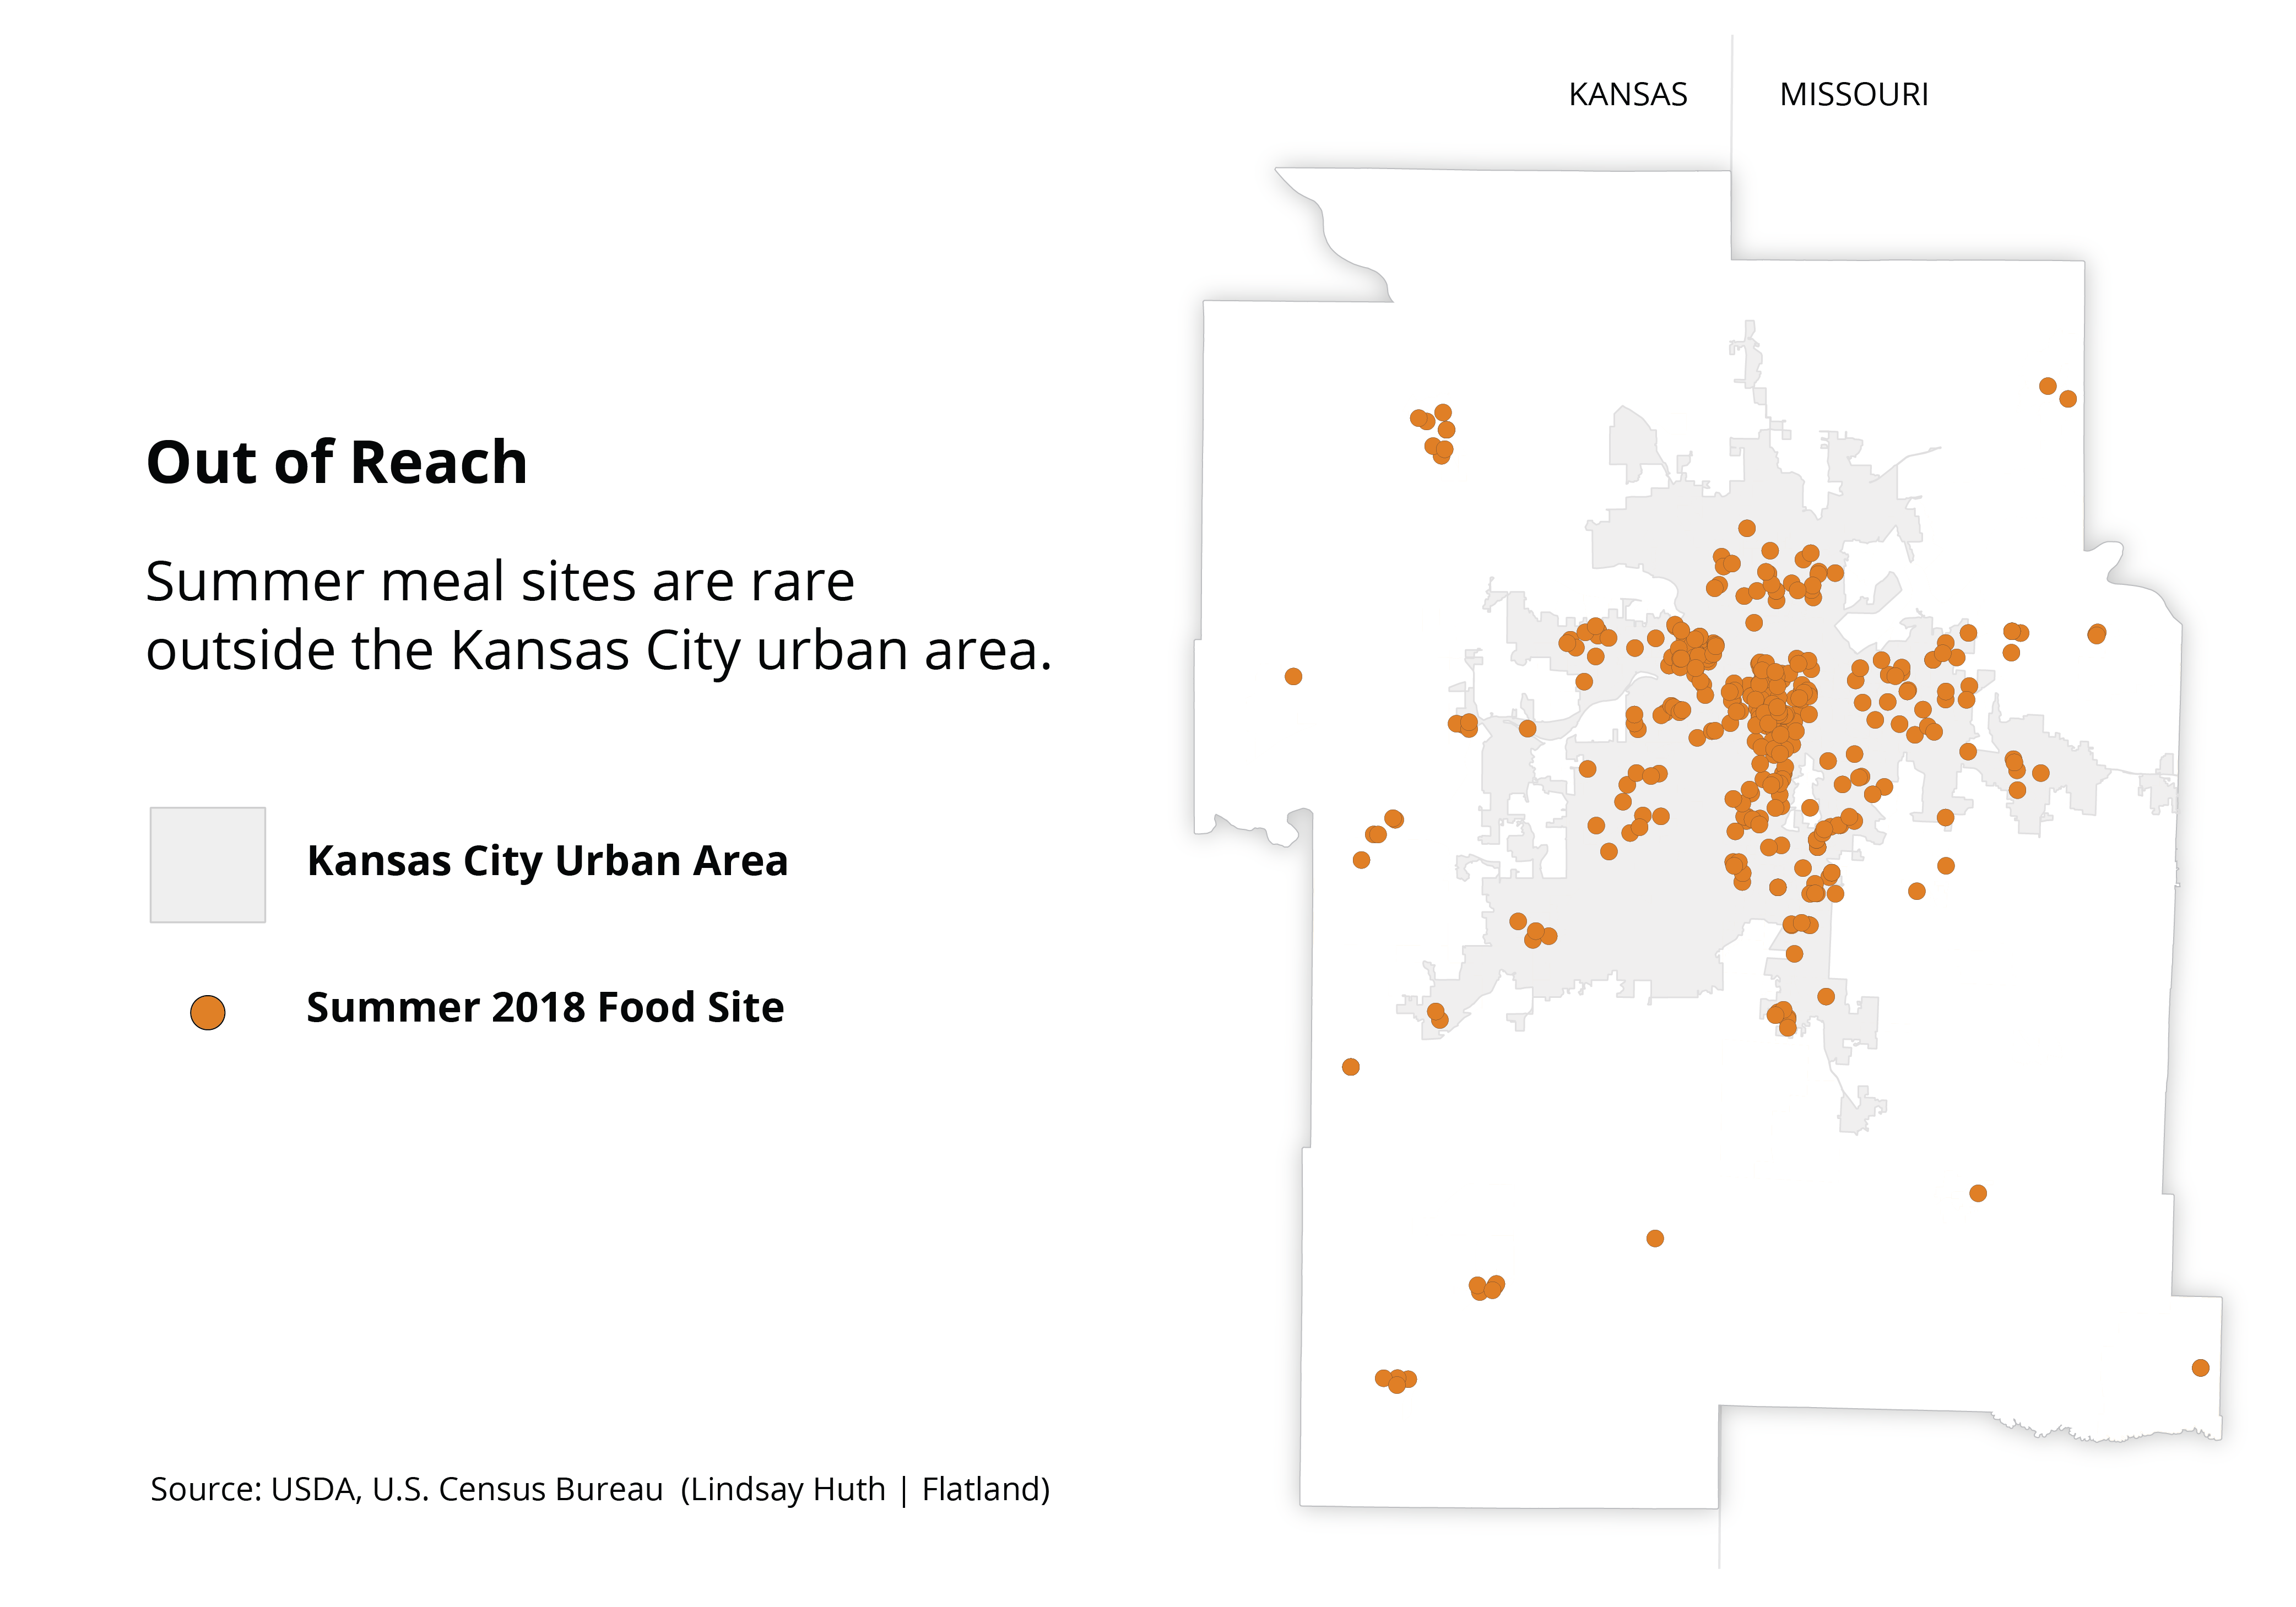 KANSAS
MISSOURI
Out of Reach
Summer meal sites are rare
outside the Kansas City urban area.
Kansas City Urban Area
Summer 2018 Food Site
Source: USDA, U.S. Census Bureau  (Lindsay Huth | Flatland)